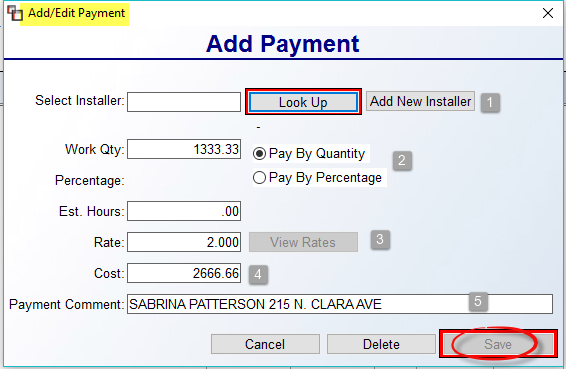 Add/Edit Payment
Add Payment
Select Installer: Look Up Add New Installer 1
-
Work Qty: 1333.33 Pay By Quantity 2
Percentage: Pay By Percentage
Est. Hours: .00
Rate: 2.000 View Rates 3
Cost: 2666.66 4
Payment Comment: SABRINA PATTERSON 215 N. CLARA AVE 5
Cancel Delete Save